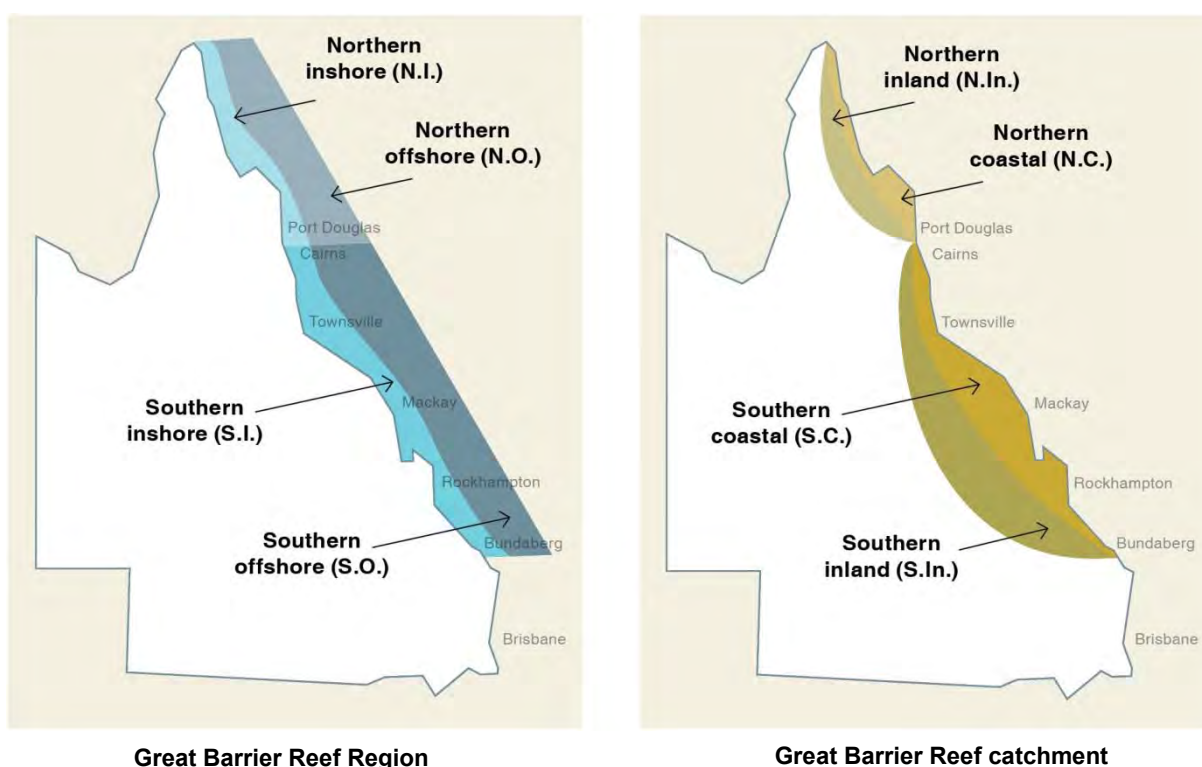 Northern
inshore (N.I.)
Northern
offshore (N.O.)
Port Douglas
Cairns
Townsville
Southern
inshore (S.I.)
Mackay
Rockhampton
Southern
offshore (S.O.)
Bundaberg
Brisbane
Great Barrier Reef Region
Northern
inland (N.In.)
Northern
coastal (N.C.)
Port Douglas
Cairns
Townsville
Southern
coastal (S.C.)
Mackay
Rockhampton
Southern
inland (S.In.)
Bundaberg
Brisbane
Great Barrier Reef catchment